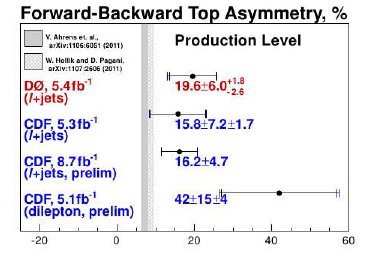 Forward-Backward Top Asymmetry, %
V. Ahrens et. al.,
arXiv:1106:6051 (2011)
Production Level
W. Hollik and D. Pagani,
arXiv:1107:2606 (2011)
DØ, 5.4fb⁻¹ 19.6±6.0 +1.8 -2.6
(l+jets)
CDF, 5.3fb⁻¹ 15.8±7.2±1.7
(l+jets)
CDF, 8.7fb⁻¹ 16.2±4.7
(l+jets, prelim)
CDF, 5.1fb⁻¹ 42±15±4
(dilepton, prelim)
-20 0 20 40 60